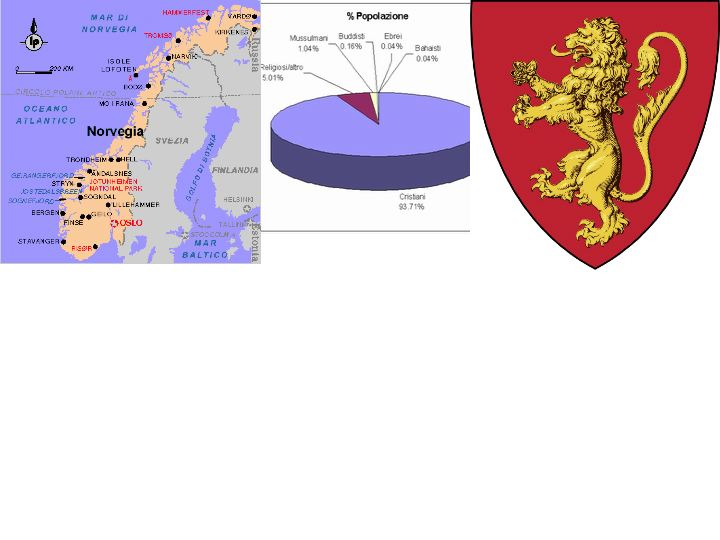 MAR DI
NORVEGIA
HAMMERFEST
VARDØ
TROMSØ
KIRKENES
Russia
NARVIK
ISOLE
LOFOTEN
Å
BODØ
0 200 KM
CIRCOLO POLARE ARTICO
MO I RANA
OCEANO
ATLANTICO
Norvegia
SVEZIA
GOLFO DI BOTNIA
FINLANDIA
TRONDHEIM
HELL
GEIRANGERFJORD
ÅNDALSNES
STRYN
JOTUNHEIMEN
NATIONAL PARK
JOSTEDALSBREEN
SOGNDAL
SOGNEFJORD
LILLEHAMMER
HELSINKI
BERGEN
GEILO
FINSE
OSLO
TALLINN
STOCCOLMA
Estonia
STAVANGER
RISØR
MAR
BALTICO
lp
% Popolazione
Mussulmani
1.04%
Buddisti
0.16%
Ebrei
0.04%
Bahaisti
0.04%
Religiosi/altro
5.01%
Cristiani
93.71%